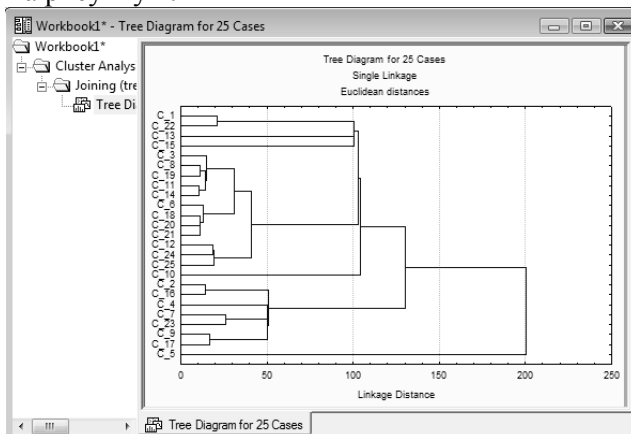 Workbook1* - Tree Diagram for 25 Cases
Workbook1*
Cluster Analys
Joining (tre
Tree Di
Tree Diagram for 25 Cases
Single Linkage
Euclidean distances
C_1
C_22
C_13
C_15
C_3
C_8
C_19
C_11
C_14
C_6
C_18
C_20
C_21
C_12
C_24
C_25
C_10
C_2
C_16
C_4
C_7
C_23
C_9
C_17
C_5
0 50 100 150 200 250
Linkage Distance
Tree Diagram for 25 Cases